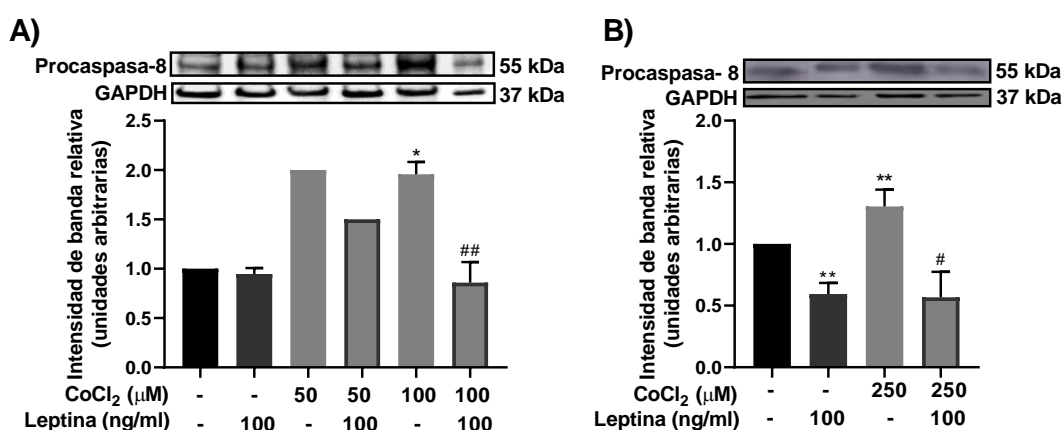 A)
Procaspasa-8 55 kDa
GAPDH 37 kDa
Intensidad de banda relativa
(unidades arbitrarias)
2.5
2.0
1.5
1.0
0.5
0.0
*
##
CoCl₂ (μM) - - 50 50 100 100
Leptina (ng/ml) - 100 - 100 - 100
B)
Procaspasa- 8 55 kDa
GAPDH 37 kDa
Intensidad de banda relativa
(unidades arbitrarias)
2.0
1.5
1.0
0.5
0.0
**
**
#
CoCl₂ (μM) - - 250 250
Leptina (ng/ml) - 100 - 100